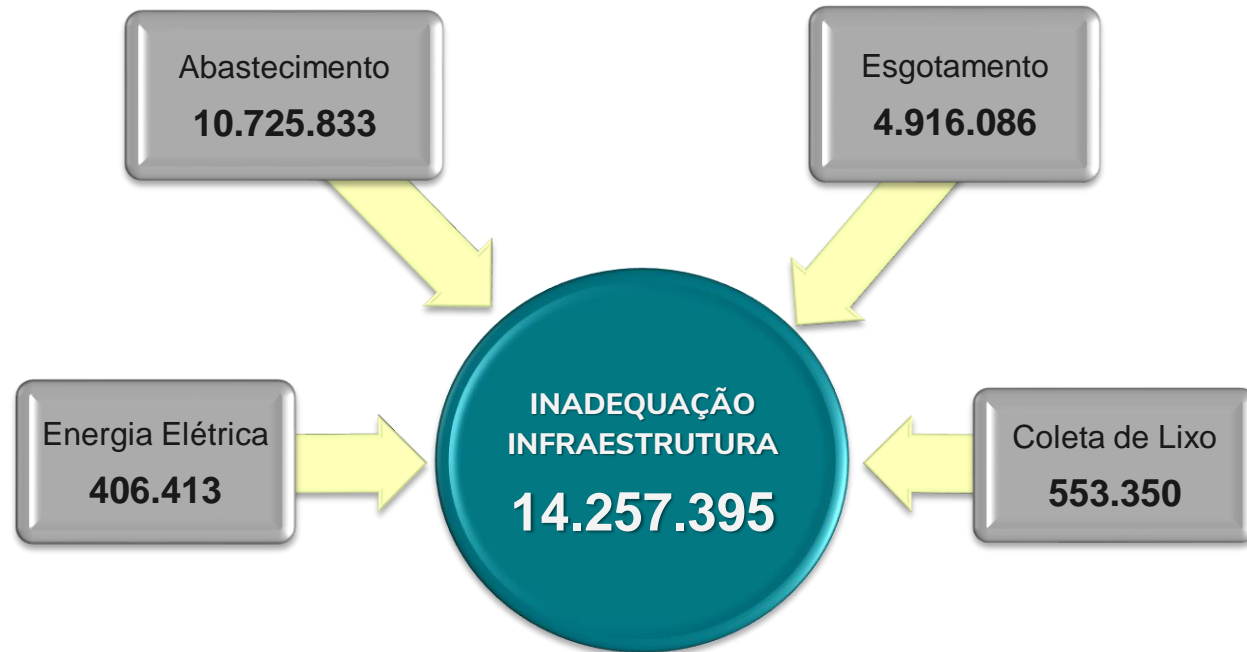 Abastecimento
10.725.833
Esgotamento
4.916.086
Energia Elétrica
406.413
INADEQUAÇÃO
INFRAESTRUTURA
14.257.395
Coleta de Lixo
553.350